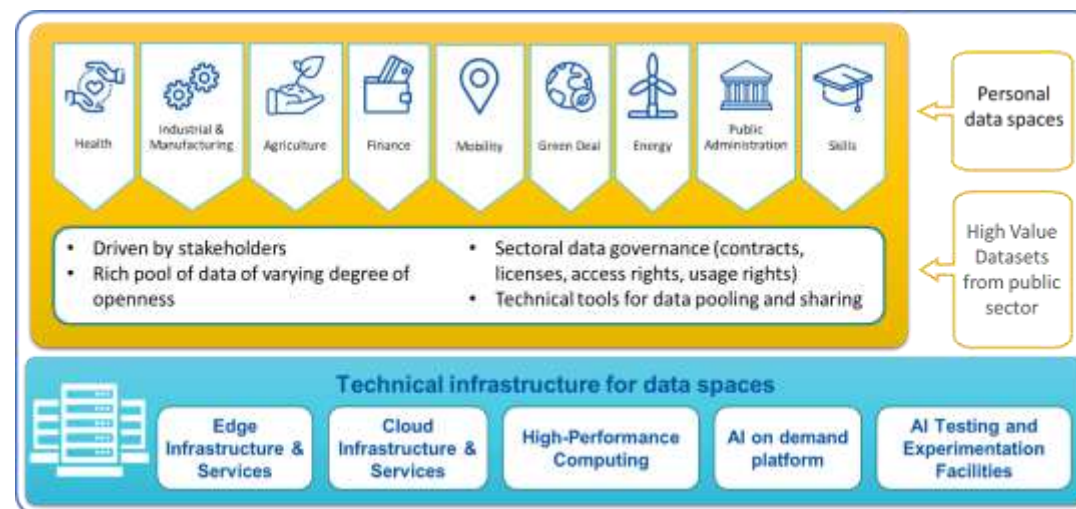 Health
Industrial &
Manufacturing
Agriculture
Finance
Mobility
Green Deal
Energy
Public
Administration
Skills
Personal
data spaces
• Driven by stakeholders
• Rich pool of data of varying degree of
openness
• Sectoral data governance (contracts,
licenses, access rights, usage rights)
• Technical tools for data pooling and sharing
High Value
Datasets
from public
sector
Technical infrastructure for data spaces
Edge
Infrastructure &
Services
Cloud
Infrastructure &
Services
High-Performance
Computing
AI on demand
platform
AI Testing and
Experimentation
Facilities